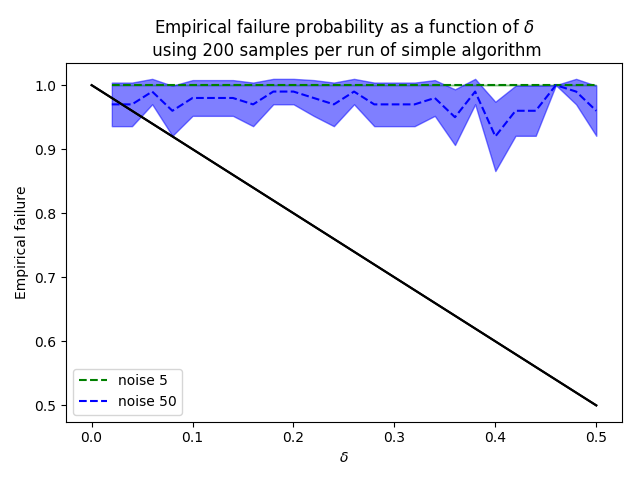 Empirical failure probability as a function of δ
using 200 samples per run of simple algorithm
Empirical failure
1.0
0.9
0.8
0.7
0.6
0.5
noise 5
noise 50
0.0 0.1 0.2 0.3 0.4 0.5
δ